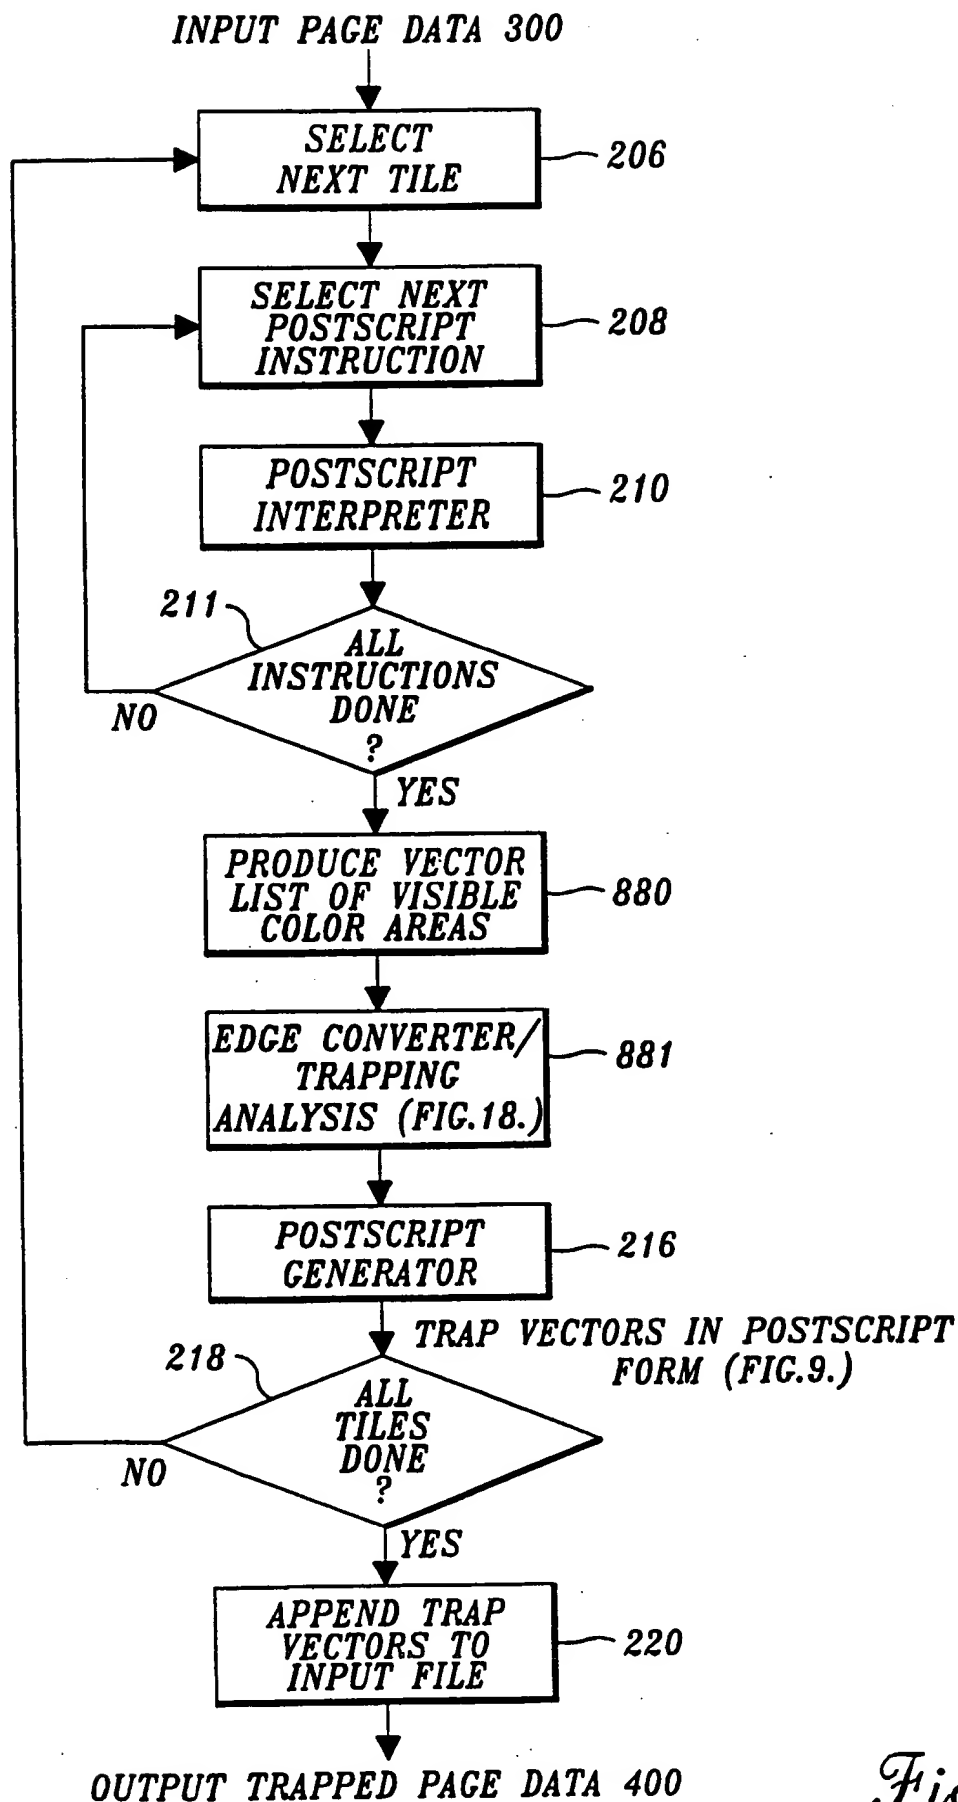 INPUT PAGE DATA 300
SELECT
NEXT TILE
206
SELECT NEXT
POSTSCRIPT
INSTRUCTION
208
POSTSCRIPT
INTERPRETER
210
211
ALL
INSTRUCTIONS
DONE
?
NO
YES
PRODUCE VECTOR
LIST OF VISIBLE
COLOR AREAS
880
EDGE CONVERTER/
TRAPPING
ANALYSIS (FIG.18.)
881
POSTSCRIPT
GENERATOR
216
TRAP VECTORS IN POSTSCRIPT
FORM (FIG.9.)
218
ALL
TILES
DONE
?
NO
YES
APPEND TRAP
VECTORS TO
INPUT FILE
220
OUTPUT TRAPPED PAGE DATA 400